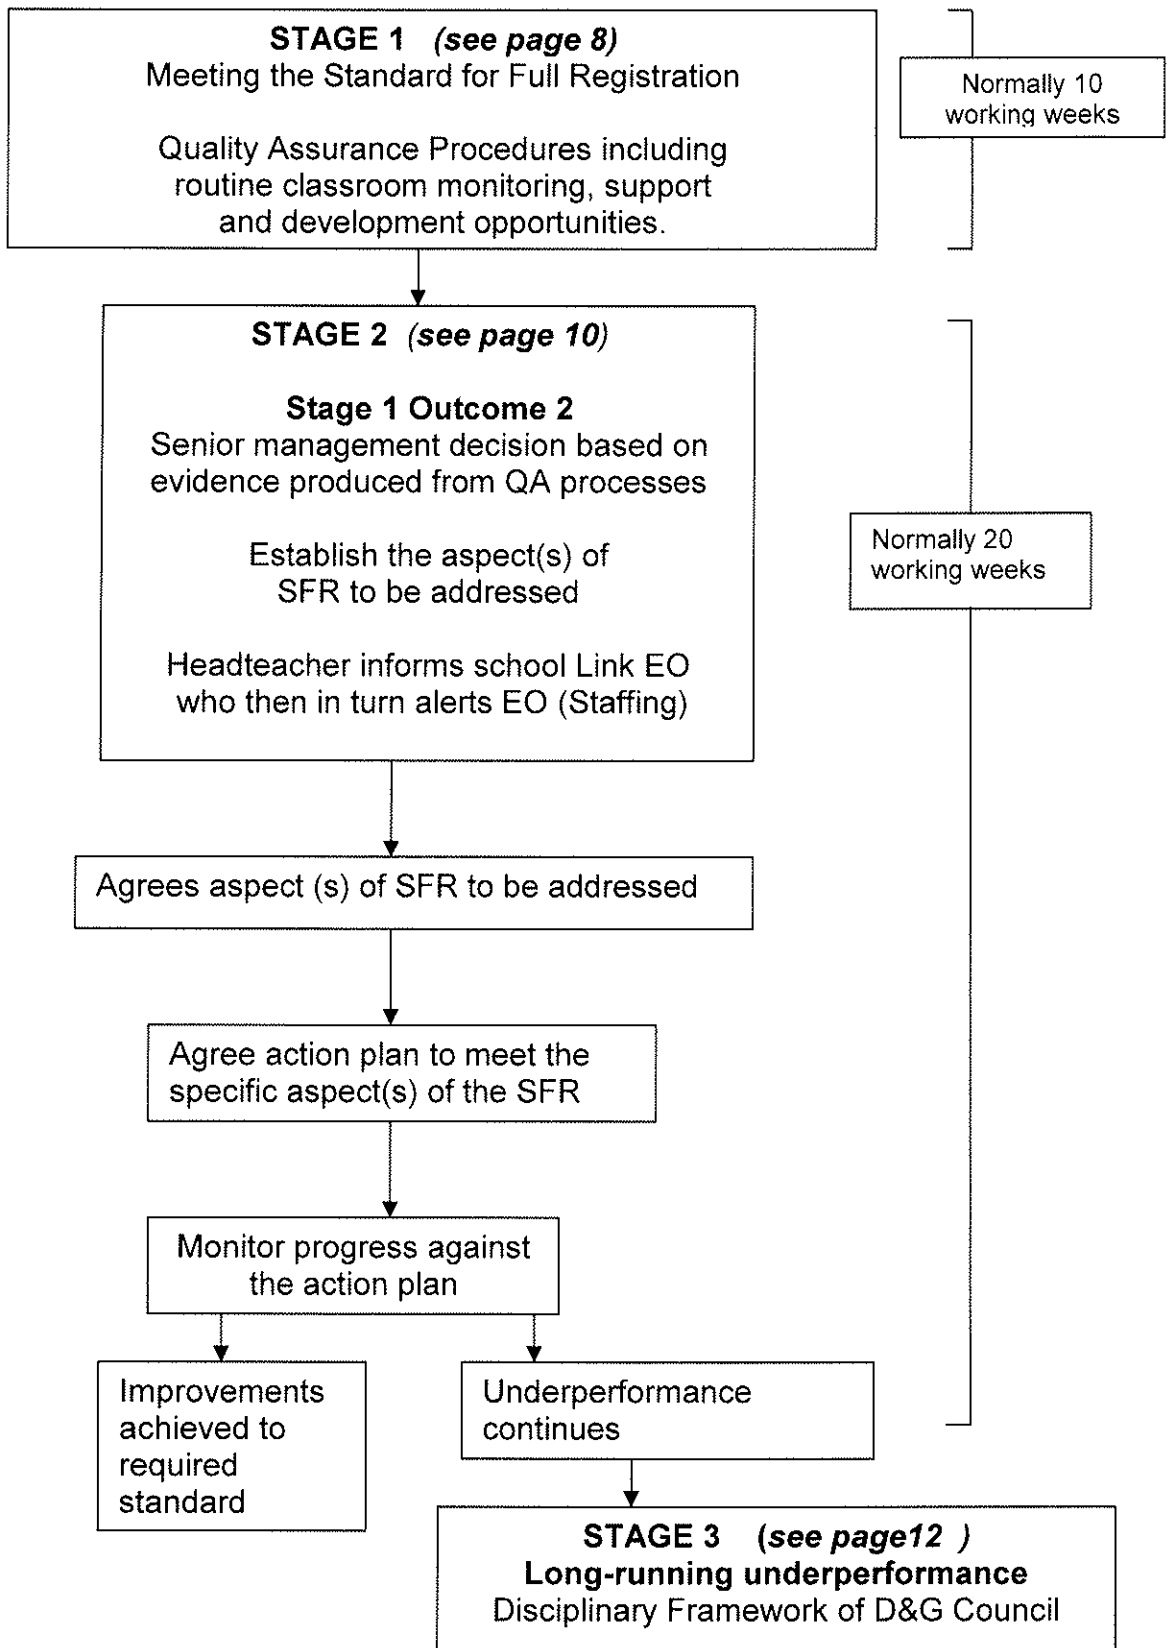 STAGE 1 (see page 8)
Meeting the Standard for Full Registration
Quality Assurance Procedures including
routine classroom monitoring, support
and development opportunities.
Normally 10
working weeks
STAGE 2 (see page 10)
Stage 1 Outcome 2
Senior management decision based on
evidence produced from QA processes
Establish the aspect(s) of
SFR to be addressed
Headteacher informs school Link EO
who then in turn alerts EO (Staffing)
Normally 20
working weeks
Agrees aspect (s) of SFR to be addressed
Agree action plan to meet the
specific aspect(s) of the SFR
Monitor progress against
the action plan
Improvements
achieved to
required
standard
Underperformance
continues
STAGE 3 (see page12 )
Long-running underperformance
Disciplinary Framework of D&G Council